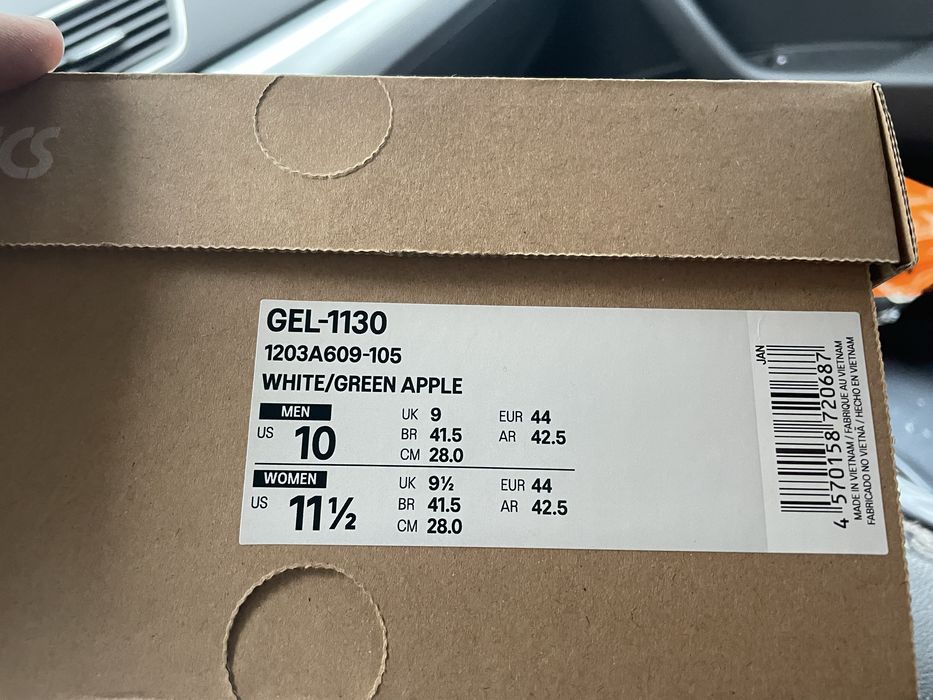 CS
GEL-1130
1203A609-105
WHITE/GREEN APPLE
MEN
US 10
UK 9
BR 41.5
CM 28.0
EUR 44
AR 42.5
WOMEN
US 11½
UK 9½
BR 41.5
CM 28.0
EUR 44
AR 42.5
JAN
4 570158 720687
MADE IN VIETNAM / FABRIQUE AU VIETNAM
FABRICADO NO VIETNÃ / HECHO EN VIETNAM